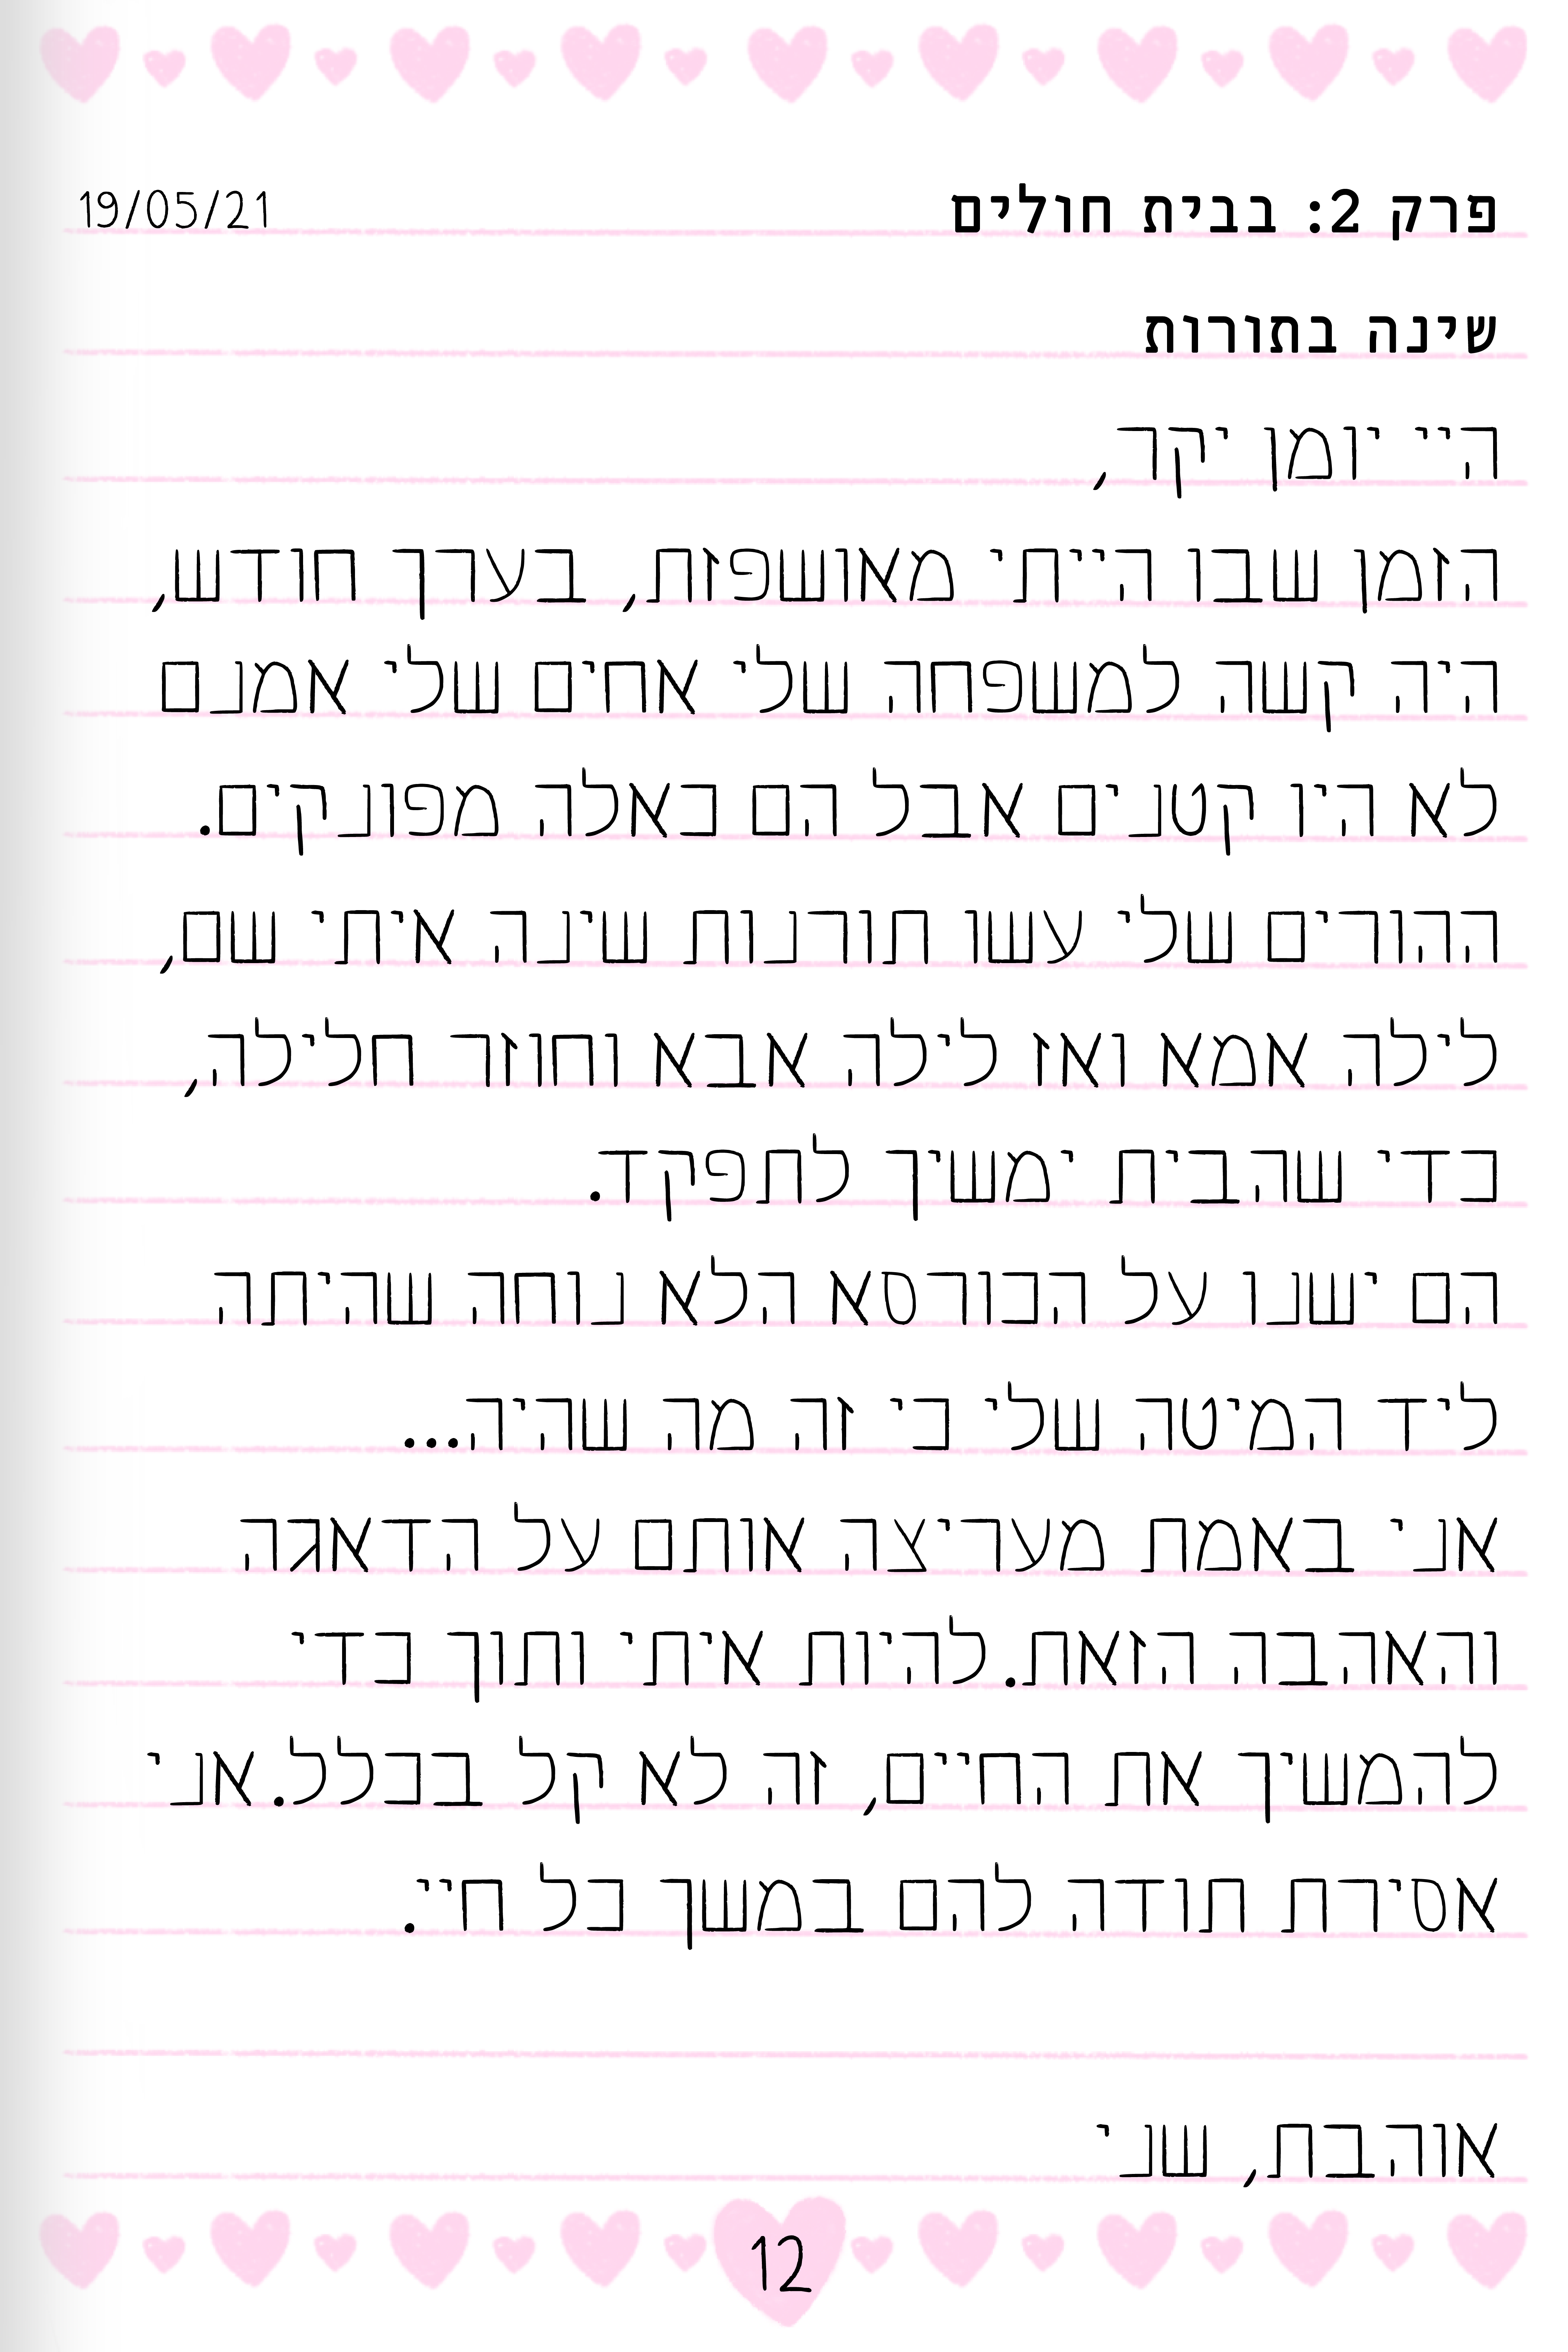 פרק 2: בבית חולים 19/05/21
שינה בתורות
היי יומן יקר,
הזמן שבו הייתי מאושפזת, בערך חודש,
היה קשה למשפחה שלי אחים שלי אמנם
לא היו קטנים אבל הם כאלה מפונקים.
ההורים שלי עשו תורנות שינה איתי שם,
לילה אמא ואז לילה אבא וחוזר חלילה,
כדי שהבית ימשיך לתפקד.
הם ישנו על הכורסא הלא נוחה שהיתה
ליד המיטה שלי כי זה מה שהיה...
אני באמת מעריצה אותם על הדאגה
והאהבה הזאת.להיות איתי ותוך כדי
להמשיך את החיים, זה לא קל בכלל.אני
אסירת תודה להם במשך כל חיי.
אוהבת, שני
12